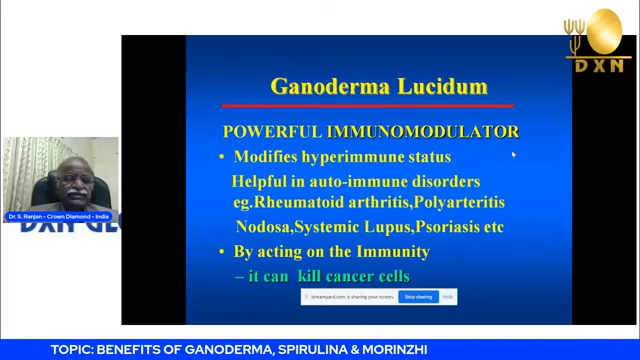 DXN
Ganoderma Lucidum
POWERFUL IMMUNOMODULATOR
• Modifies hyperimmune status
Helpful in auto-immune disorders
eg.Rheumatoid arthritis,Polyarteritis
Nodosa,Systemic Lupus,Psoriasis etc
• By acting on the Immunity
– it can kill cancer cells
streamyard.com is sharing your screen. Stop sharing Hide
Dr. S. Ranjan - Crown Diamond - India
DXN GL
TOPIC: BENEFITS OF GANODERMA, SPIRULINA & MORINZHI